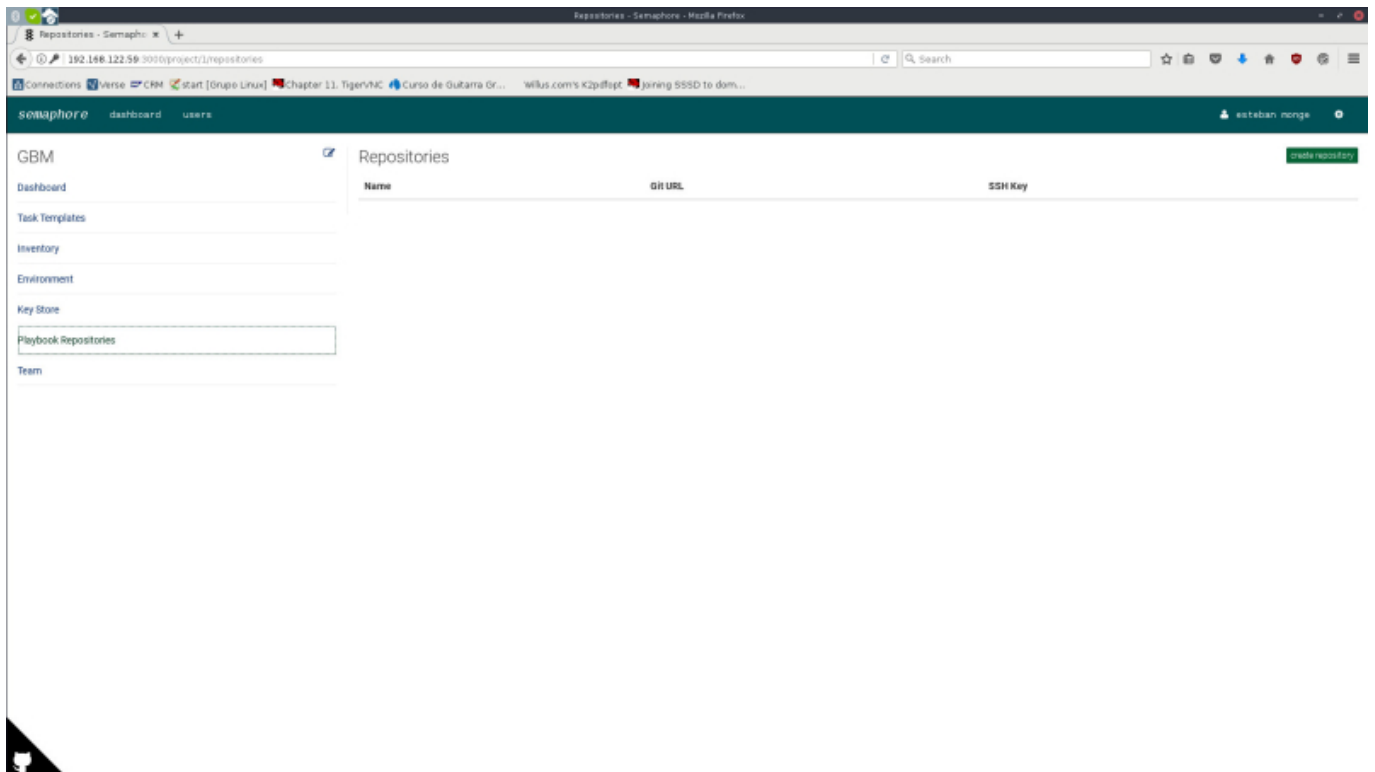 Repositories - Semaphore - Mozilla Firefox
Repositories - Semapho
192.168.122.59:3000/project/1/repositories
Search
Connections Verse CRM start [Grupo Linux] Chapter 11. TigerVNC Curso de Guitarra Gr... Willus.com's K2pdfopt Joining SSSD to dom...
semaphore dashboard users esteban monge
GBM
Repositories
create repository
Dashboard
Name Git URL SSH Key
Task Templates
Inventory
Environment
Key Store
Playbook Repositories
Team